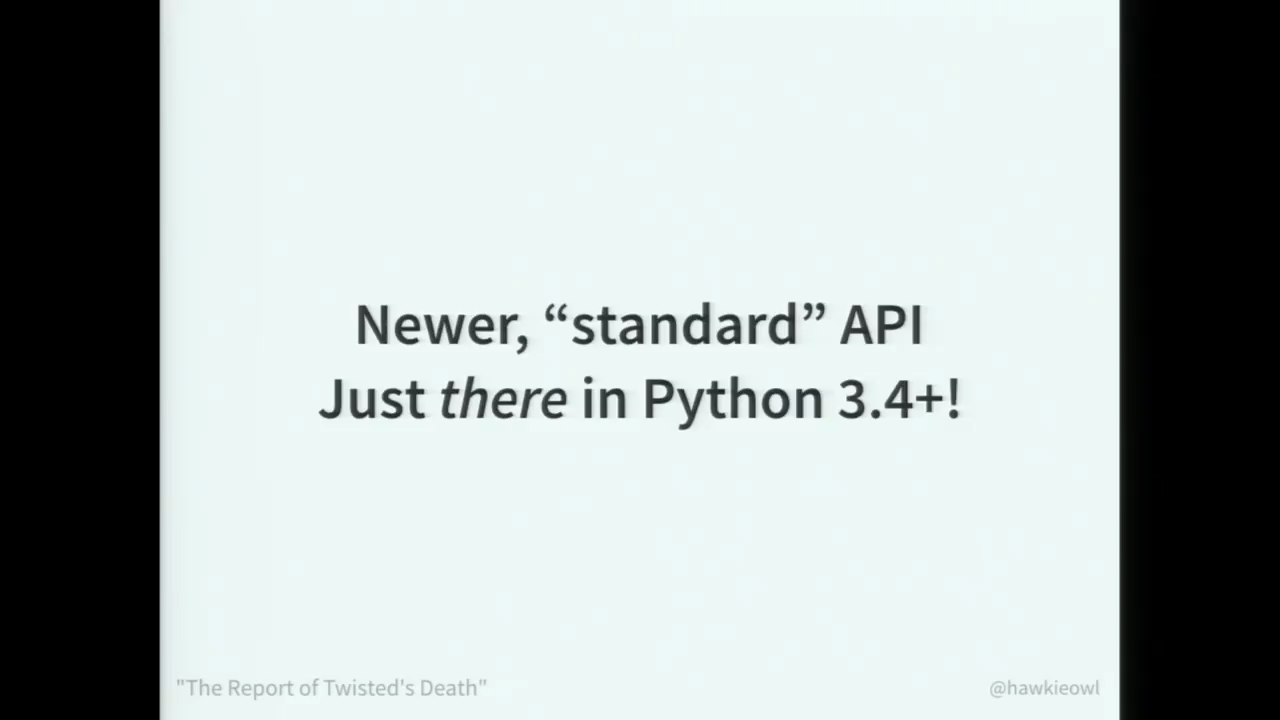 Newer, “standard” API
Just there in Python 3.4+!
"The Report of Twisted's Death"
@hawkieowl